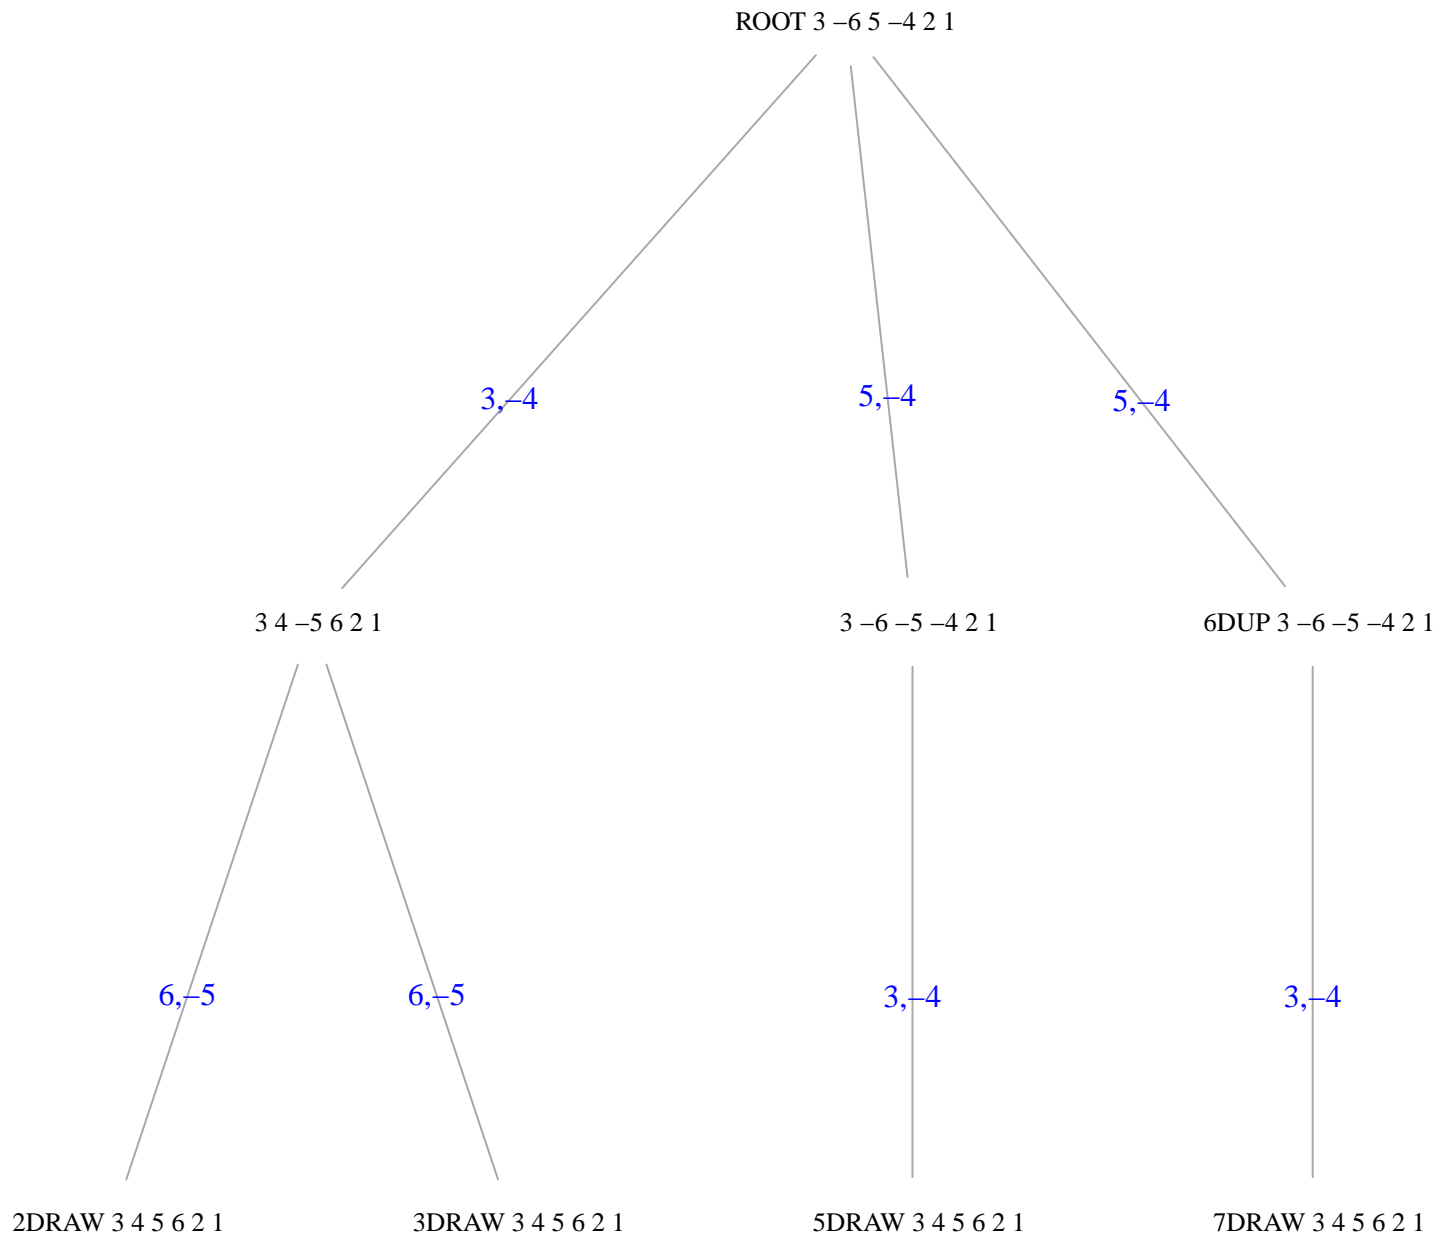 ROOT 3 –6 5 –4 2 1
3,–4
5,–4
5,–4
3 4 –5 6 2 1
3 –6 –5 –4 2 1
6DUP 3 –6 –5 –4 2 1
6,–5
6,–5
3,–4
3,–4
2DRAW 3 4 5 6 2 1
3DRAW 3 4 5 6 2 1
5DRAW 3 4 5 6 2 1
7DRAW 3 4 5 6 2 1